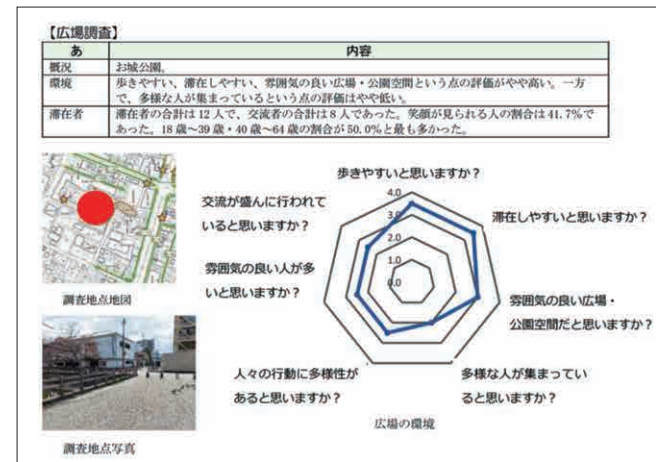 【広場調査】
あ 内容
概況 お城公園。
環境 歩きやすい、滞在しやすい、雰囲気の良い広場・公園空間という点の評価がやや高い。一方
で、多様な人が集まっているという点の評価はやや低い。
滞在者 滞在者の合計は12人で、交流者の合計は8人であった。笑顔が見られる人の割合は41.7%で
あった。18歳～39歳・40歳～64歳の割合が50.0%と最も多かった。
調査地点地図
調査地点写真
歩きやすいと思いますか？
滞在しやすいと思いますか？
雰囲気の良い広場・
公園空間だと思いますか？
多様な人が集まってい
ると思いますか？
人々の行動に多様性が
あると思いますか？
雰囲気の良い人が多
いと思いますか？
交流が盛んに行われて
いると思いますか？
4.0
3.0
2.0
1.0
0.0
広場の環境